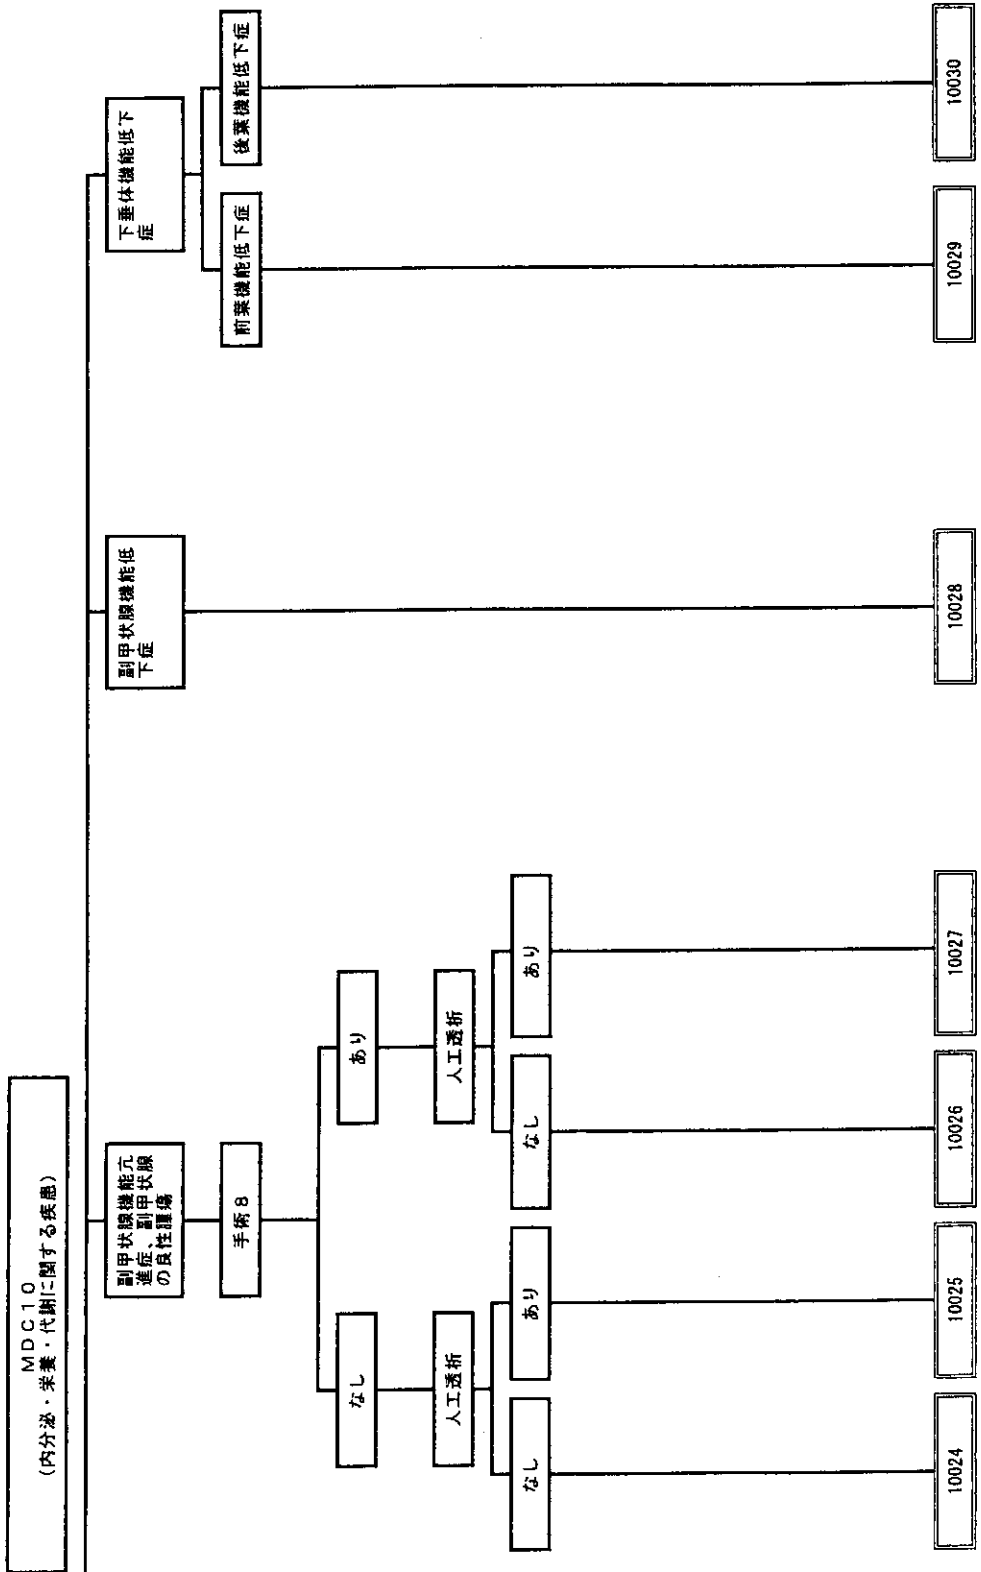 MDC10
(内分泌・栄養・代謝に関する疾患)
副甲状腺機能亢
進症、副甲状腺
の良性腫瘍
副甲状腺機能低
下症
下垂体機能低下
症
手術8
前葉機能低下症
後葉機能低下症
なし
あり
人工透析
人工透析
なし
あり
なし
あり
10024
10025
10026
10027
10028
10029
10030